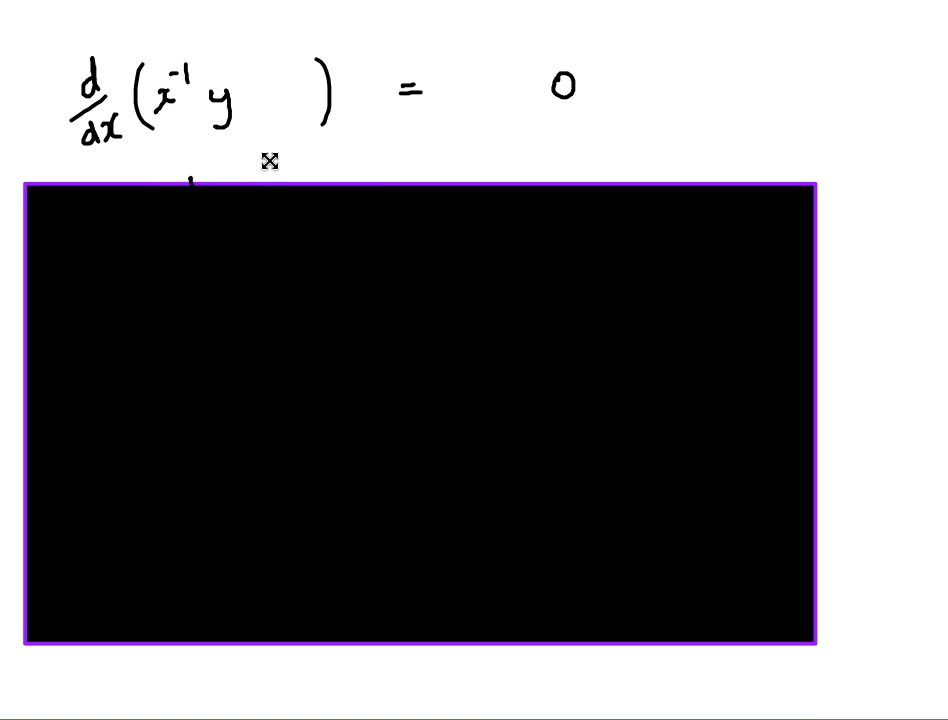 d/dx (x⁻¹ y ) = 0